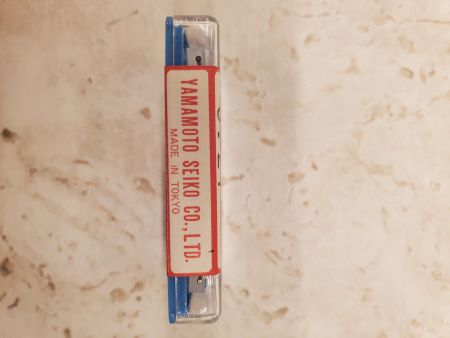 YAMAMOTO SEIKO CO., LTD.
MADE IN TOKYO